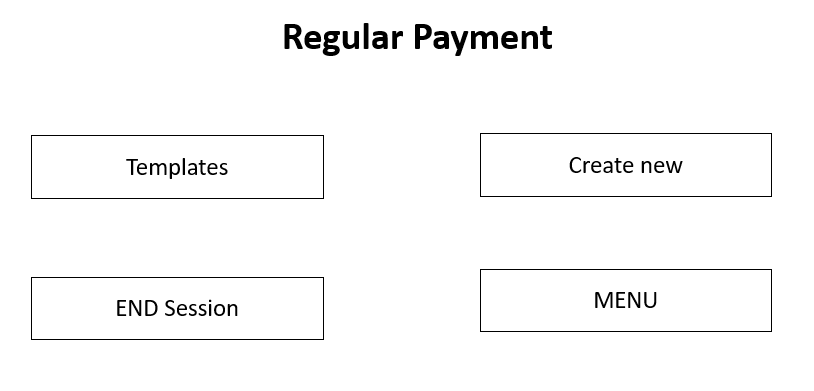 Regular Payment
Templates
Create new
END Session
MENU